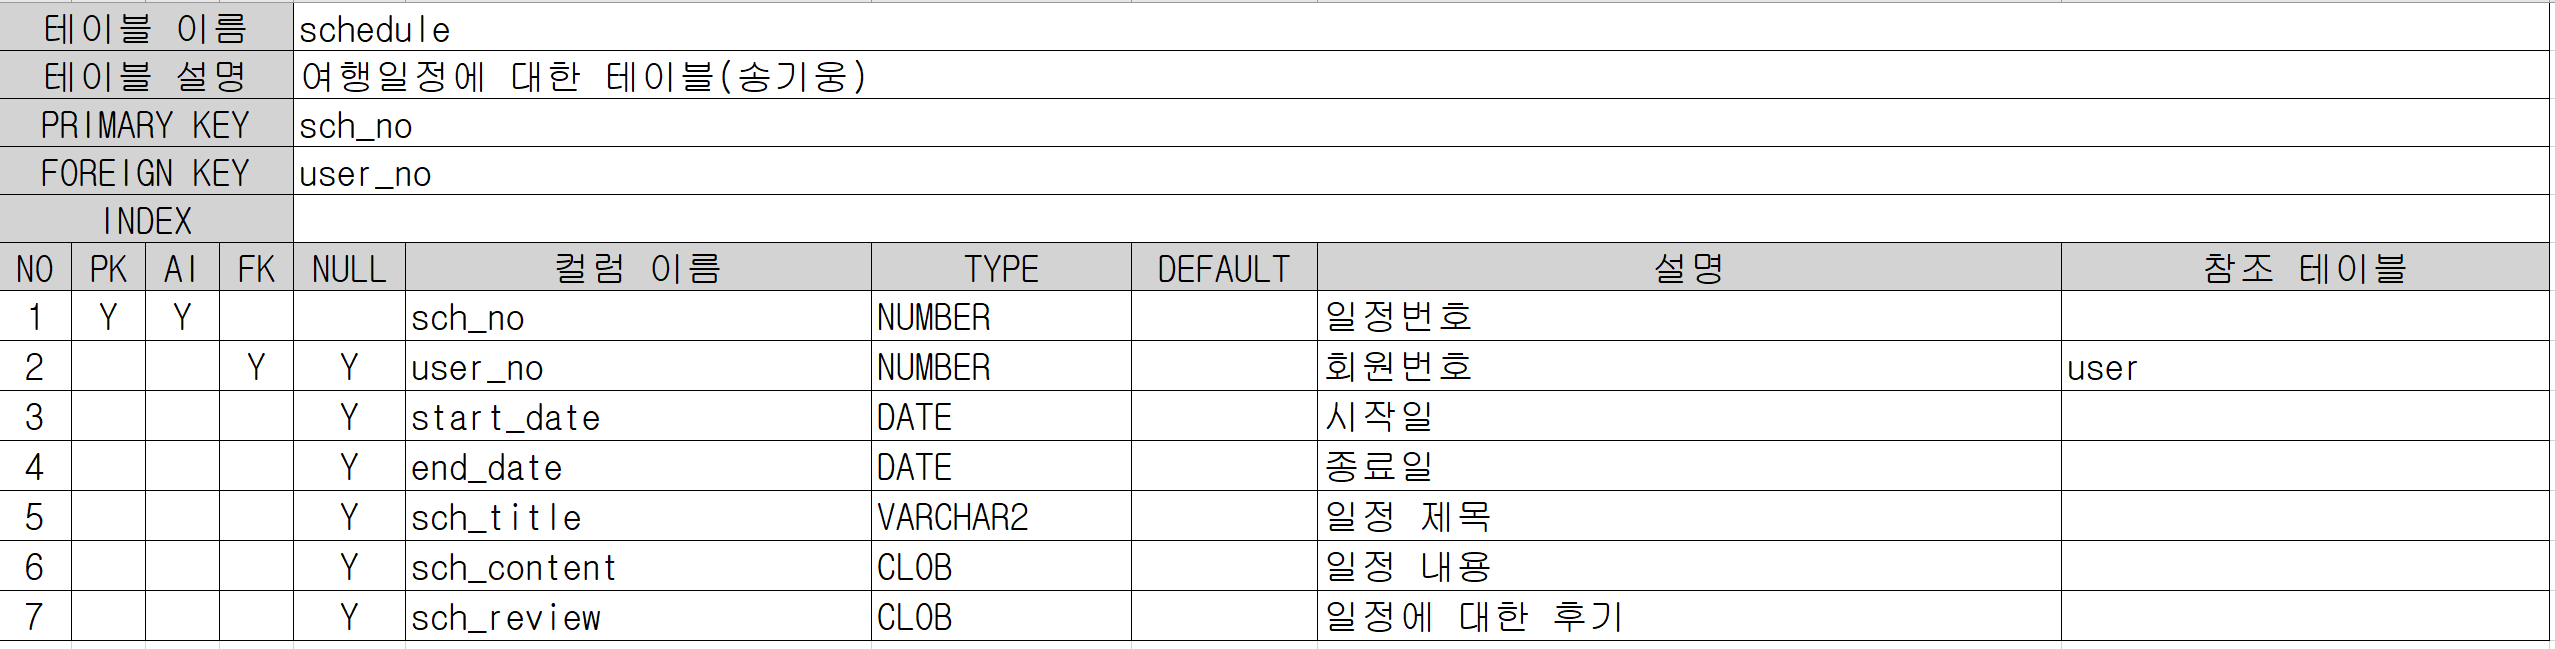 테이블 이름 schedule
테이블 설명 여행일정에 대한 테이블(송기웅)
PRIMARY KEY sch_no
FOREIGN KEY user_no
INDEX
NO PK AI FK NULL 컬럼 이름 TYPE DEFAULT 설명 참조 테이블
1 Y Y sch_no NUMBER 일정번호
2 Y Y user_no NUMBER 회원번호 user
3 Y start_date DATE 시작일
4 Y end_date DATE 종료일
5 Y sch_title VARCHAR2 일정 제목
6 Y sch_content CLOB 일정 내용
7 Y sch_review CLOB 일정에 대한 후기